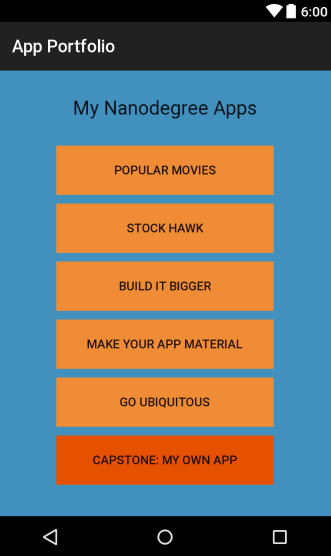 6:00
App Portfolio
My Nanodegree Apps
POPULAR MOVIES
STOCK HAWK
BUILD IT BIGGER
MAKE YOUR APP MATERIAL
GO UBIQUITOUS
CAPSTONE: MY OWN APP